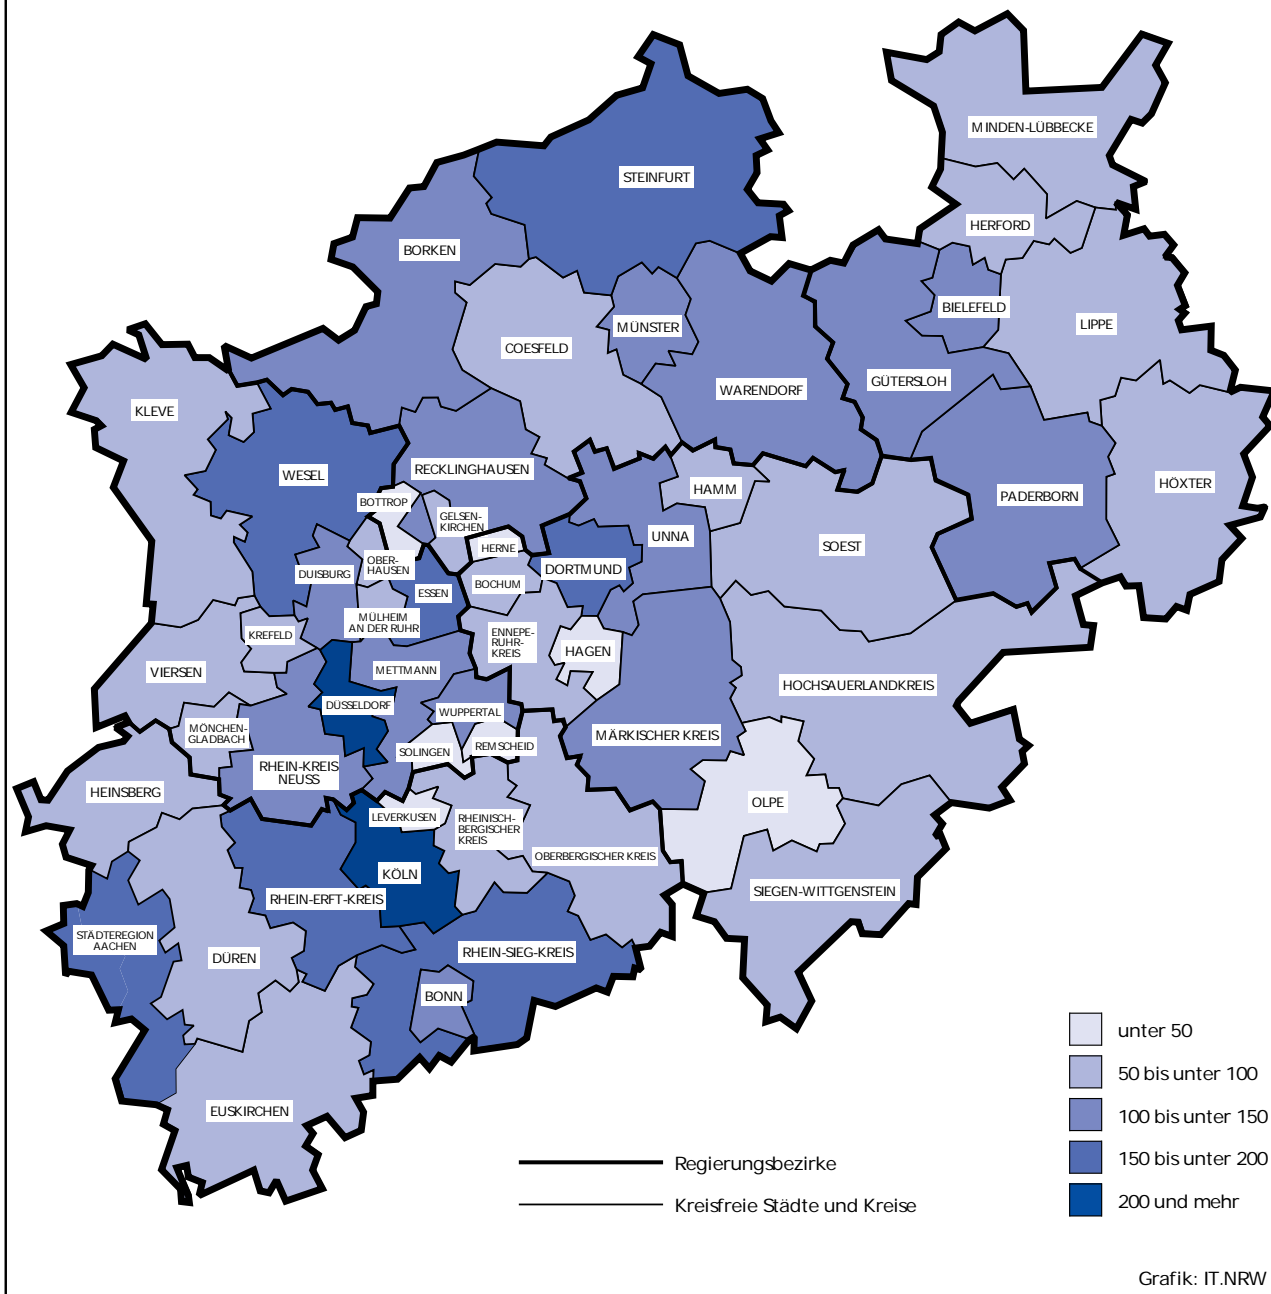 MINDEN-LÜBBECKE
STEINFURT
HERFORD
BORKEN
BIELEFELD
MÜNSTER
LIPPE
COESFELD
GÜTERSLOH
WARENDORF
KLEVE
RECKLINGHAUSEN
WESEL
HÖXTER
HAMM
PADERBORN
BOTTROP
GELSEN-
KIRCHEN
UNNA
SOEST
HERNE
OBER-
HAUSEN
DORTMUND
DUISBURG
BOCHUM
ESSEN
MÜLHEIM
AN DER RUHR
KREFELD
ENNEPE-
RUHR-
KREIS
HAGEN
VIERSEN
METTMANN
HOCHSAUERLANDKREIS
DÜSSELDORF
WUPPERTAL
MÖNCHEN-
GLADBACH
MÄRKISCHER KREIS
REMSCHEID
SOLINGEN
RHEIN-KREIS
NEUSS
HEINSBERG
OLPE
LEVERKUSEN
RHEINISCH-
BERGISCHER
KREIS
OBERBERGISCHER KREIS
KÖLN
SIEGEN-WITTGENSTEIN
RHEIN-ERFT-KREIS
STÄDTEREGION
AACHEN
RHEIN-SIEG-KREIS
DÜREN
BONN
EUSKIRCHEN
unter 50
50 bis unter 100
100 bis unter 150
150 bis unter 200
200 und mehr
Regierungsbezirke
Kreisfreie Städte und Kreise
Grafik: IT.NRW